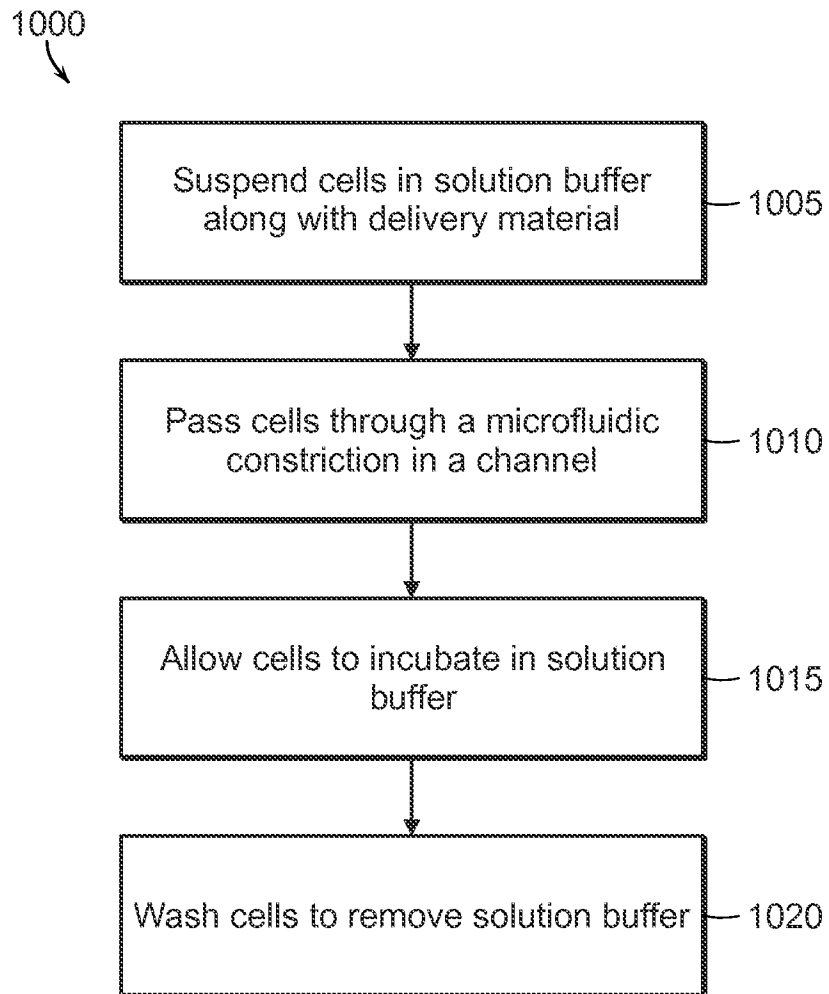 1000
Suspend cells in solution buffer
along with delivery material
1005
Pass cells through a microfluidic
constriction in a channel
1010
Allow cells to incubate in solution
buffer
1015
Wash cells to remove solution buffer
1020